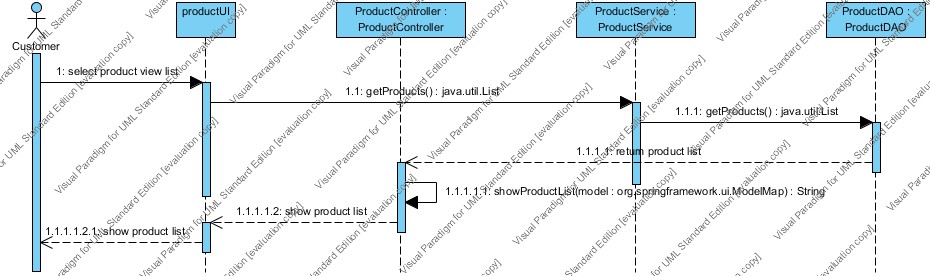 productUI
ProductController :
ProductController
ProductService :
ProductService
ProductDAO :
ProductDAO
Customer
1: select product view list
1.1: getProducts() : java.util.List
1.1.1: getProducts() : java.util.List
1.1.1.1: return product list
1.1.1.1.1: showProductList(model : org.springframework.ui.ModelMap) : String
1.1.1.1.2: show product list
1.1.1.1.2.1: show product list
Visual Paradigm for UML Standard Edition [evaluation copy]